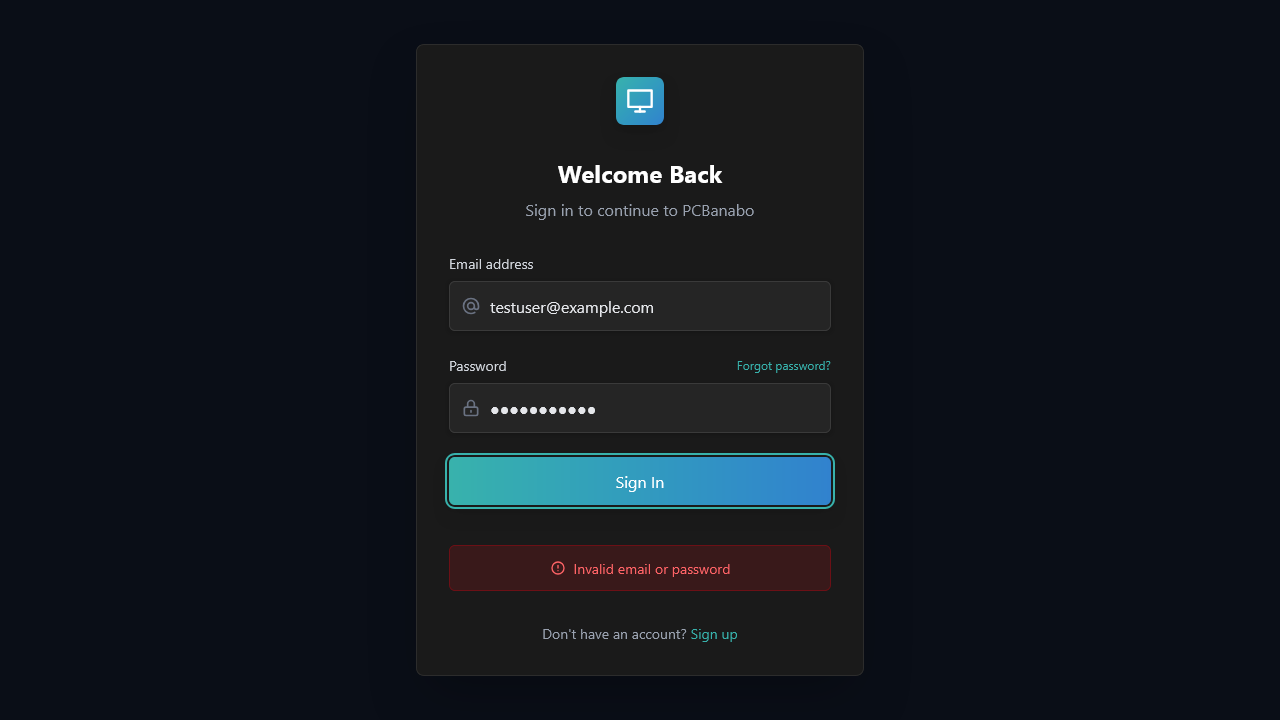 Welcome Back
Sign in to continue to PCBanabo
Email address
testuser@example.com
Password
Forgot password?
●●●●●●●●●●●
Sign In
Invalid email or password
Don't have an account? Sign up